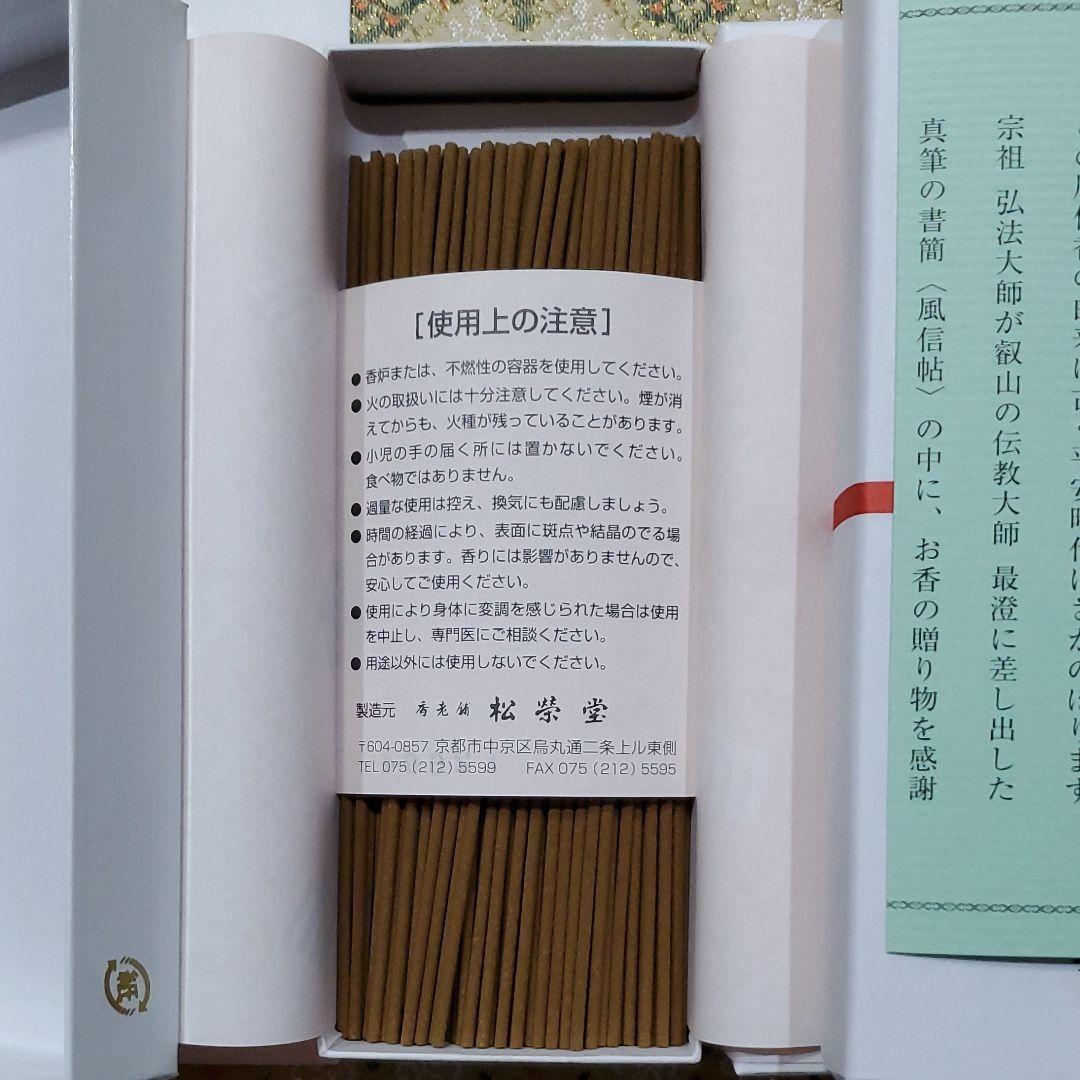 [使用上の注意]
● 香炉または、不燃性の容器を使用してください。
● 火の取扱いには十分注意してください。煙が消
えてからも、火種が残っていることがあります。
● 小児の手の届く所には置かないでください。
食べ物ではありません。
● 過量な使用は控え、換気にも配慮しましょう。
● 時間の経過により、表面に斑点や結晶のでる場
合があります。香りには影響がありませんので、
安心してご使用ください。
● 使用により身体に変調を感じられた場合は使用
を中止し、専門医にご相談ください。
● 用途以外には使用しないでください。
製造元 香老舗 松榮堂
〒604-0857 京都市中京区烏丸通二条上ル東側
TEL 075 (212) 5599 FAX 075 (212) 5595
宗祖 弘法大師が叡山の伝教大師 最澄に差し出した
真筆の書簡〈風信帖〉の中に、お香の贈り物を感謝